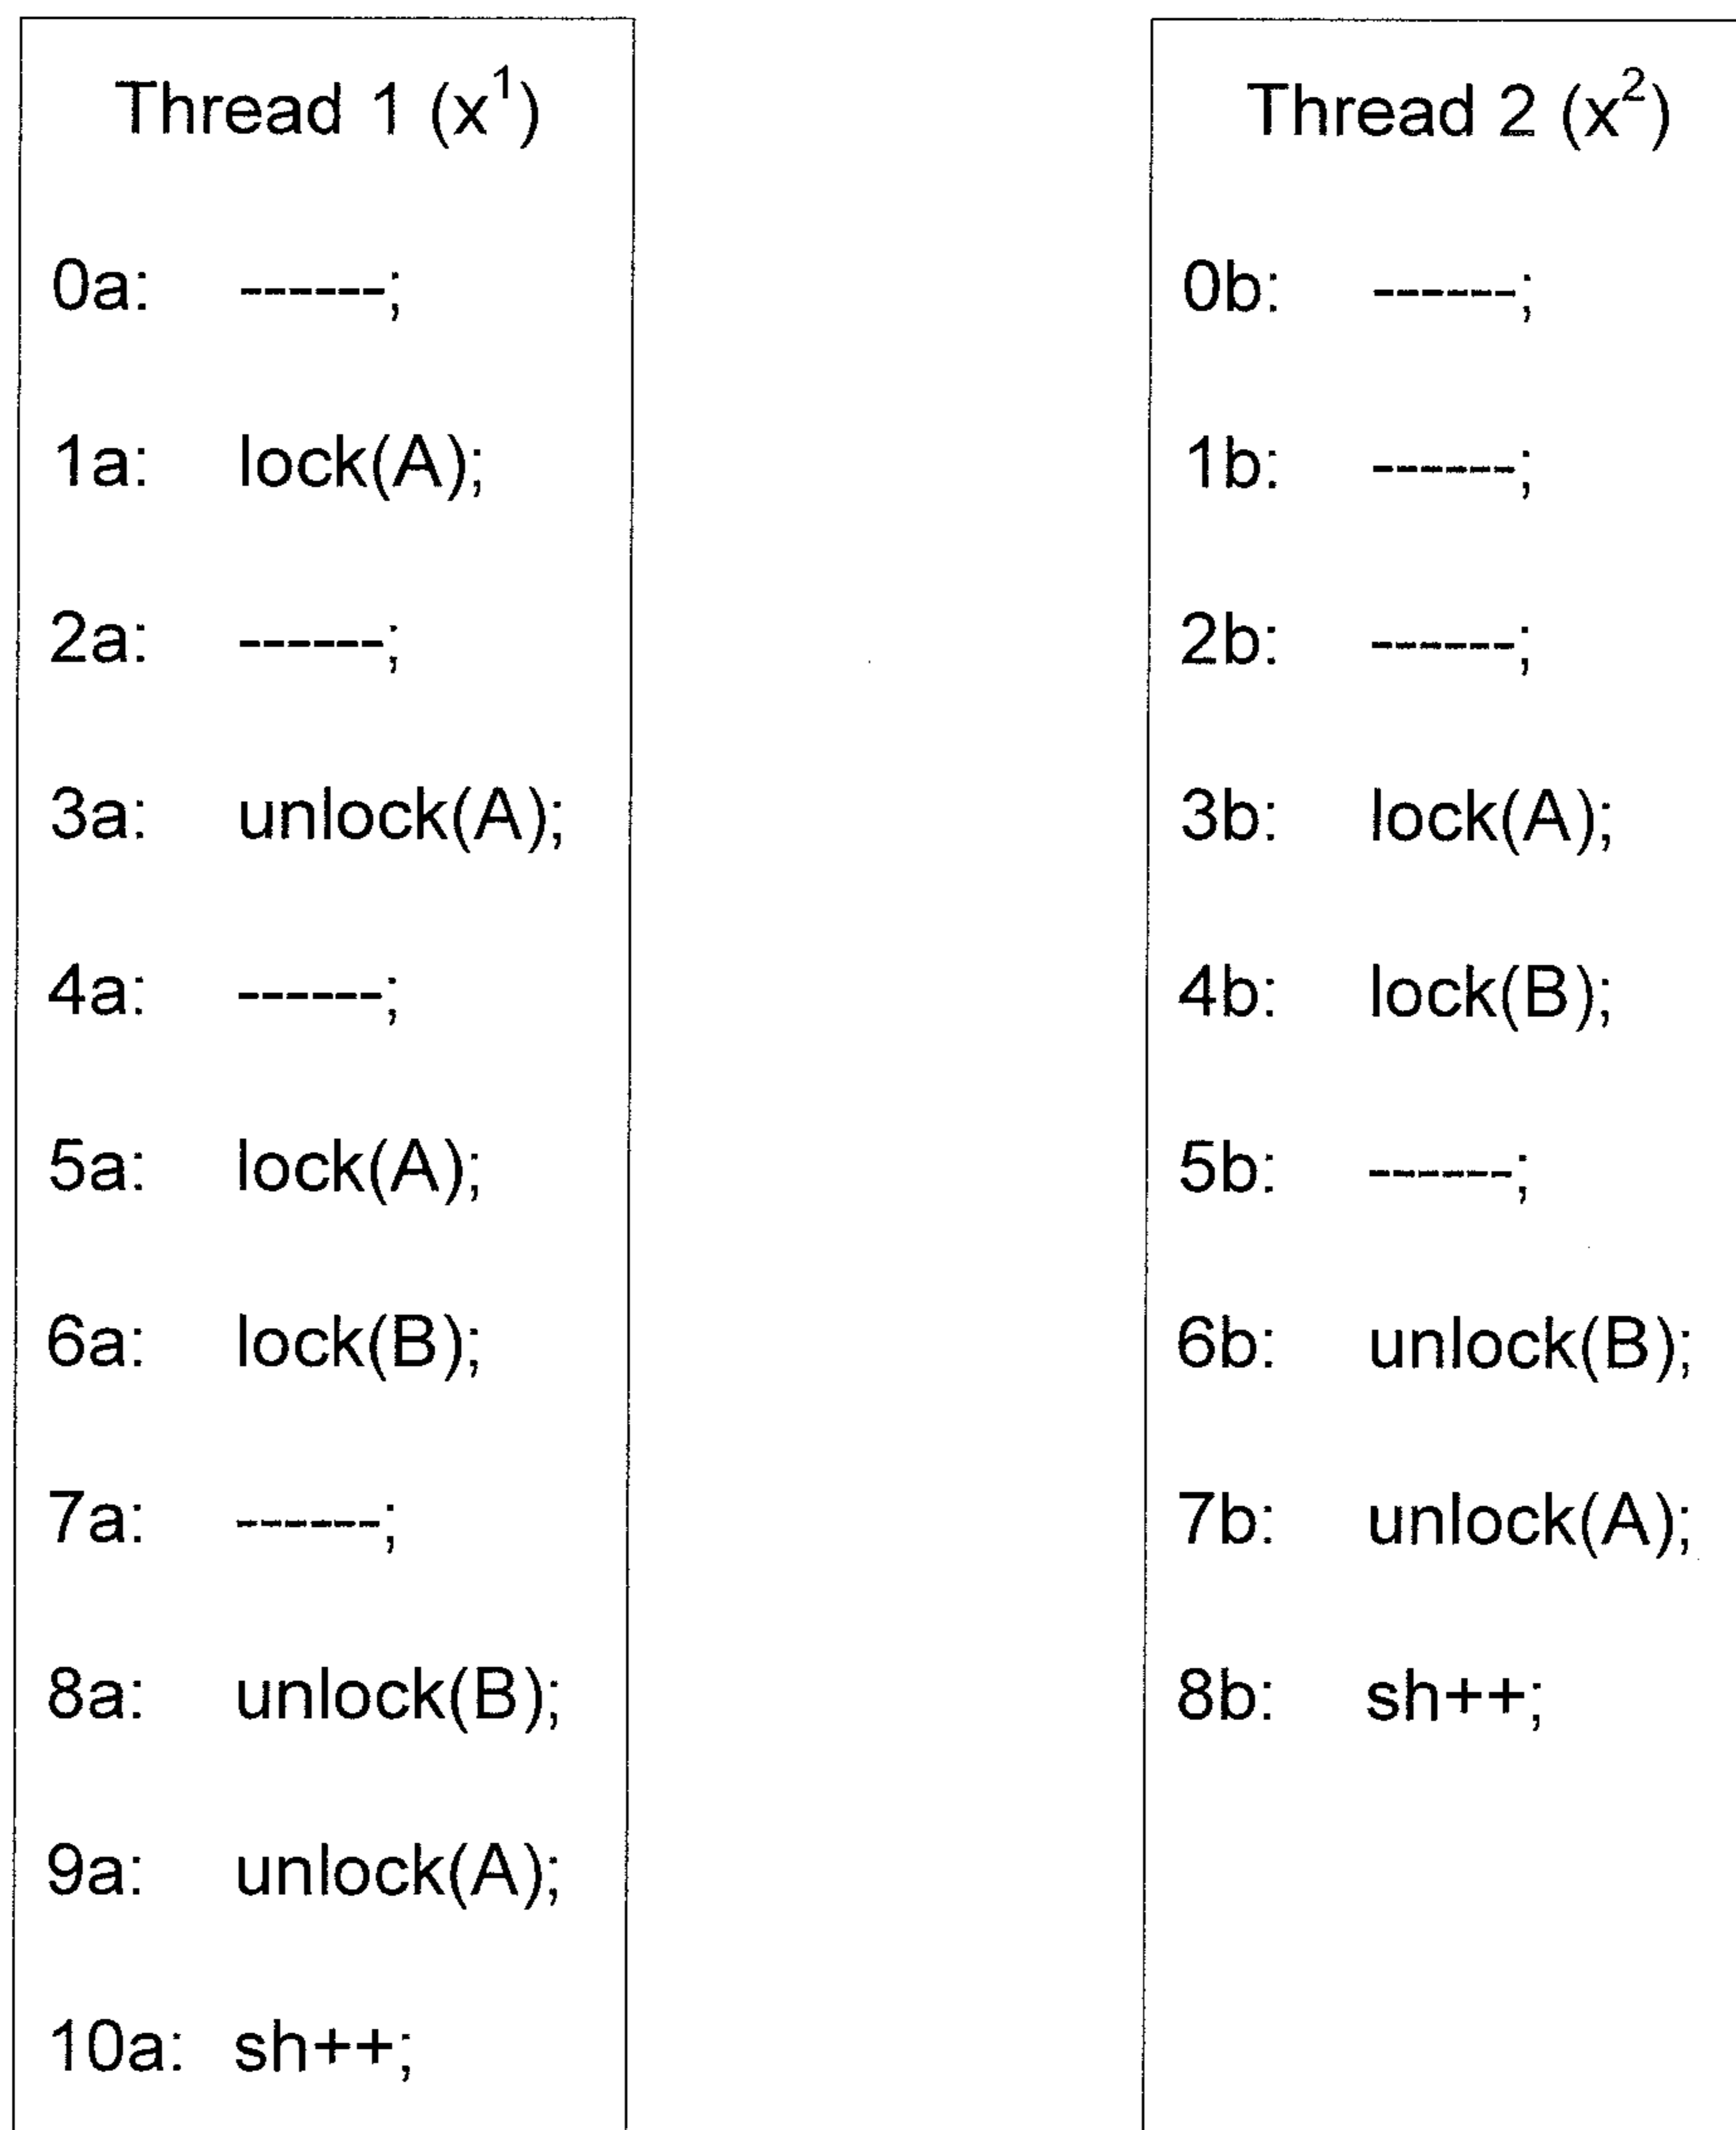 Thread 1 (x¹)
0a: ------;
1a: lock(A);
2a: ------;
3a: unlock(A);
4a: ------;
5a: lock(A);
6a: lock(B);
7a: ------;
8a: unlock(B);
9a: unlock(A);
10a: sh++;
Thread 2 (x²)
0b: ------;
1b: ------;
2b: ------;
3b: lock(A);
4b: lock(B);
5b: ------;
6b: unlock(B);
7b: unlock(A);
8b: sh++;